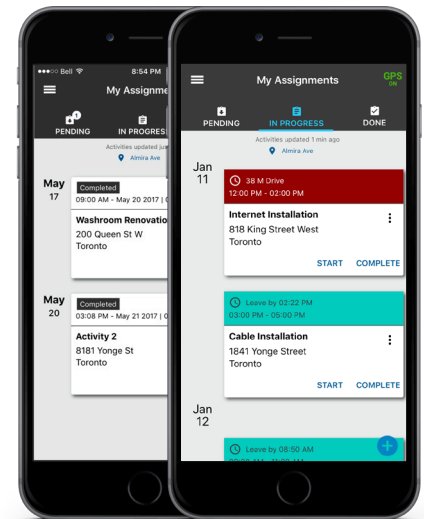 Bell
8:54 PM
My Assignme
1
PENDING
IN PROGRESS
Activities updated jus
Almira Ave
May
17
Completed
09:00 AM - May 20 2017 | 0
Washroom Renovatio
200 Queen St W
Toronto
May
20
Completed
03:08 PM - May 21 2017 | 0
Activity 2
8181 Yonge St
Toronto
My Assignments
GPS
ON
PENDING
IN PROGRESS
DONE
Activities updated 1 min ago
Almira Ave
Jan
11
38 M Drive
12:00 PM - 02:00 PM
Internet Installation
818 King Street West
Toronto
START COMPLETE
Leave by 02:22 PM
03:00 PM - 05:00 PM
Cable Installation
1841 Yonge Street
Toronto
START COMPLETE
Jan
12
Leave by 08:50 AM